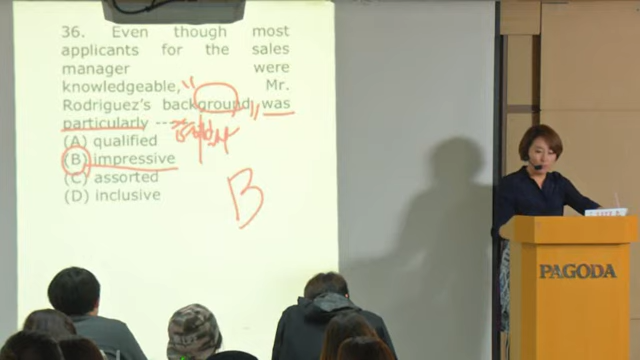 36. Even though most
applicants for the sales
manager were
knowledgeable, Mr.
Rodriguez's background was
particularly ---
(A) qualified
(B) impressive
(C) assorted
(D) inclusive
B
PAGODA